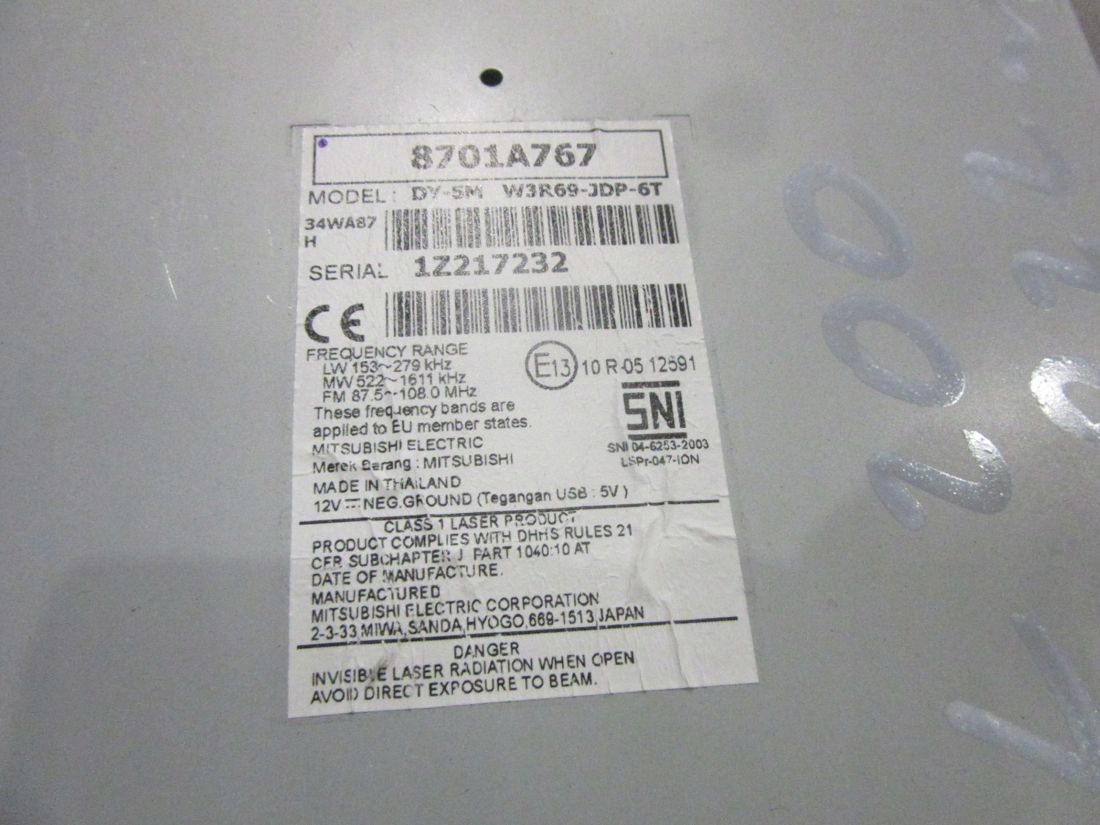 8701A767
MODEL: DY-5M W3R69-JDP-6T
34WA87
H
SERIAL 1Z217232
CE
FREQUENCY RANGE
LW 153~279 kHz
MW 522~1611 kHz
FM 87.5~108.0 MHz
These frequency bands are
applied to EU member states.
E13 10 R-05 12591
SNI
SNI 04-6253-2003
LSPr-047-IDN
MITSUBISHI ELECTRIC
Merek Barang : MITSUBISHI
MADE IN THAILAND
12V NEG.GROUND (Tegangan USB : 5V)
CLASS 1 LASER PRODUCT
PRODUCT COMPLIES WITH DHHS RULES 21
CFR SUBCHAPTER J PART 1040:10 AT
DATE OF MANUFACTURE.
MANUFACTURED
MITSUBISHI ELECTRIC CORPORATION
2-3-33,MIWA,SANDA,HYOGO,669-1513,JAPAN
DANGER
INVISIBLE LASER RADIATION WHEN OPEN
AVOID DIRECT EXPOSURE TO BEAM.
200